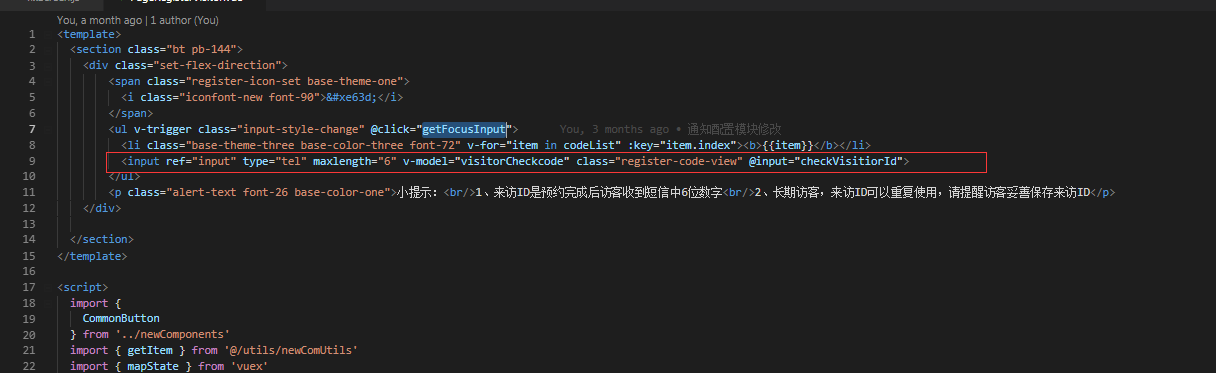 You, a month ago | 1 author (You)
1 <template>
2 <section class="bt pb-144">
3 <div class="set-flex-direction">
4 <span class="register-icon-set base-theme-one">
5 <i class="iconfont-new font-90">&#xe63d;</i>
6 </span>
7 <ul v-trigger class="input-style-change" @click="getFocusInput"> You, 3 months ago • 通知配置模块修改
8 <li class="base-theme-three base-color-three font-72" v-for="item in codeList" :key="item.index"><b>{{item}}</b></li>
9 <input ref="input" type="tel" maxlength="6" v-model="visitorCheckcode" class="register-code-view" @input="checkVisitiorId">
10 </ul>
11 <p class="alert-text font-26 base-color-one">小提示：<br/>1、来访ID是预约完成后访客收到短信中6位数字<br/>2、长期访客，来访ID可以重复使用，请提醒访客妥善保存来访ID</p>
12 </div>
13
14 </section>
15 </template>
16
17 <script>
18 import {
19 CommonButton
20 } from '../newComponents'
21 import { getItem } from '@/utils/newComUtils'
22 import { mapState } from 'vuex'